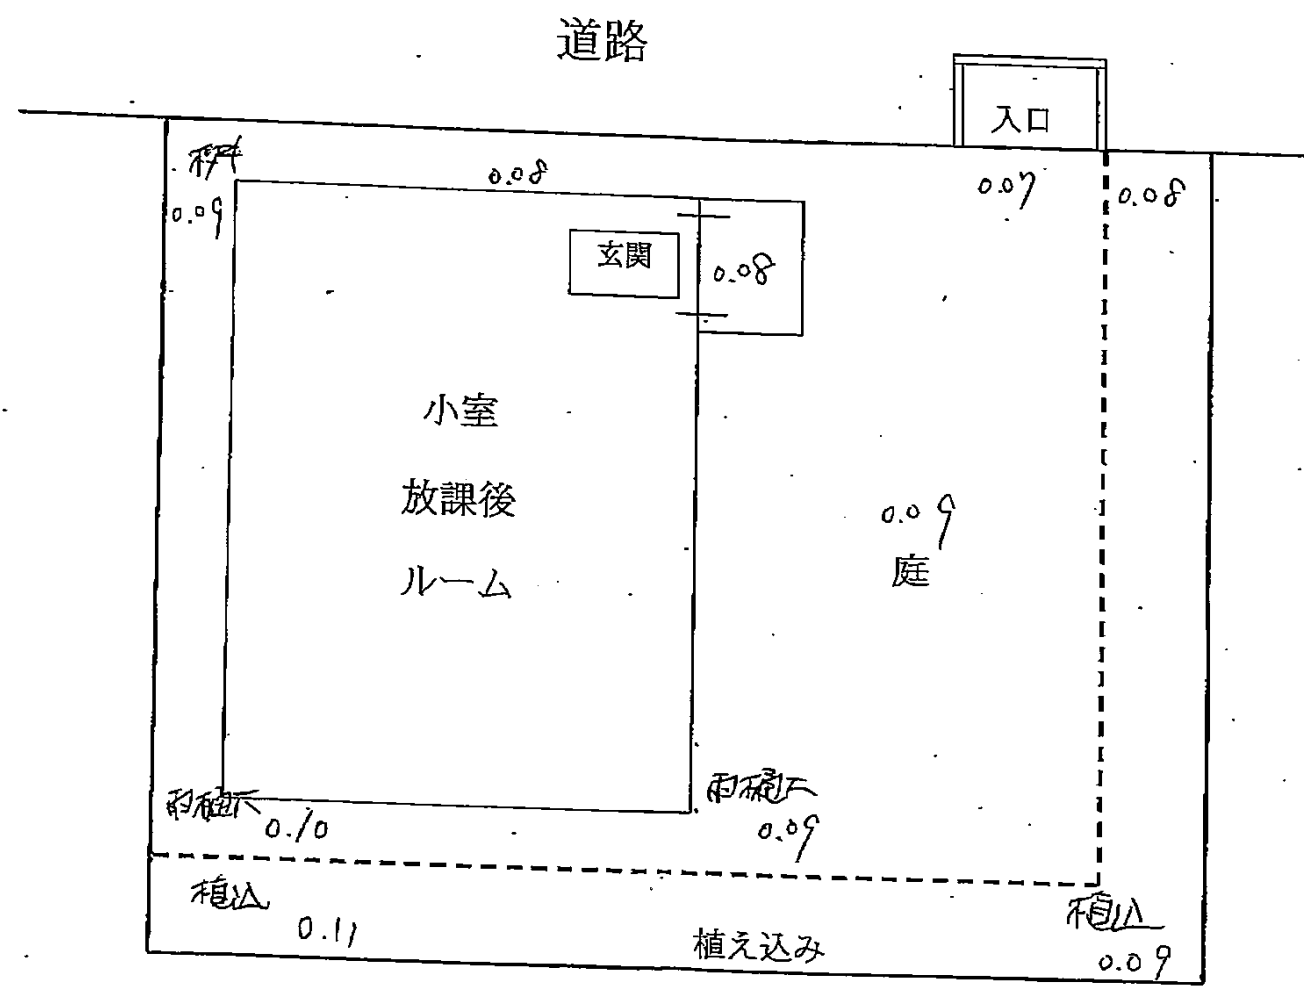 道路
入口
桝
0.09
0.08
0.07
0.08
玄関
0.08
小室
放課後
ルーム
0.09
庭
雨樋下
0.10
雨樋下
0.09
植込
0.11
植え込み
植込
0.09